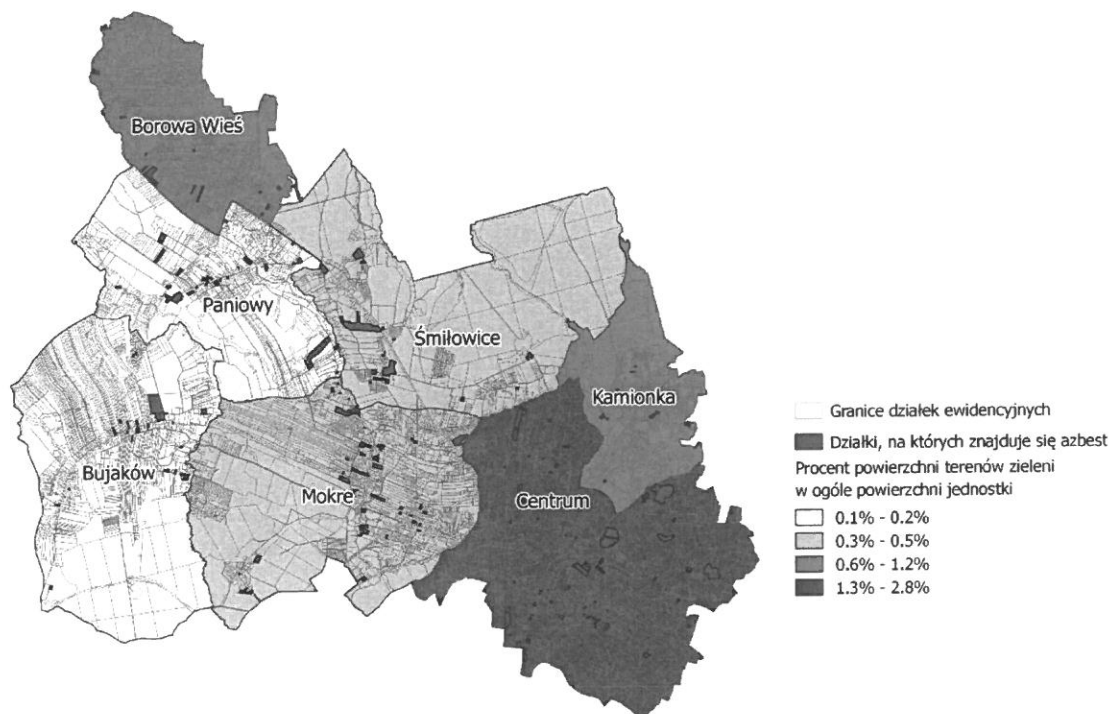 Borowa Wieś
Paniowy
Śmiłowice
Kamionka
Bujaków
Mokre
Centrum
Granice działek ewidencyjnych
Działki, na których znajduje się azbest
Procent powierzchni terenów zieleni
w ogóle powierzchni jednostki
0.1% - 0.2%
0.3% - 0.5%
0.6% - 1.2%
1.3% - 2.8%